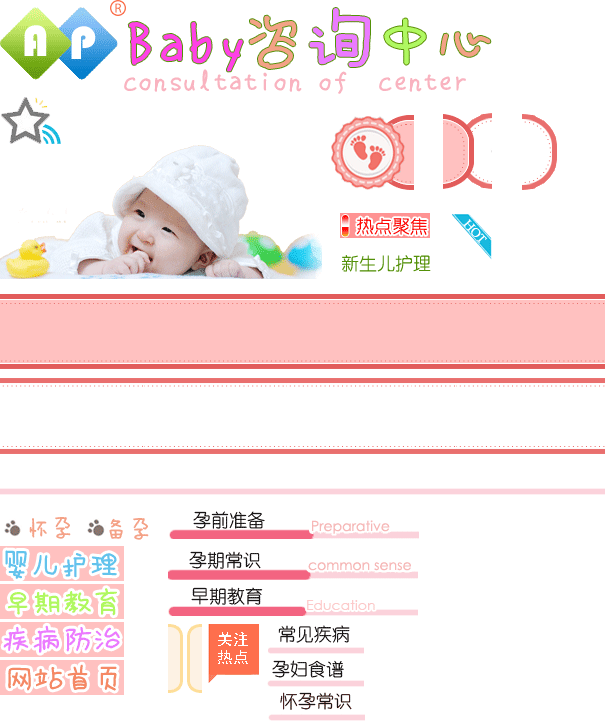 AP® Baby咨询中心
consultation of center
热点聚焦 HOT
新生儿护理
怀孕 备孕
婴儿护理
早期教育
疾病防治
网站首页
孕前准备 Preparative
孕期常识 common sense
早期教育 Education
关注
热点
常见疾病
孕妇食谱
怀孕常识